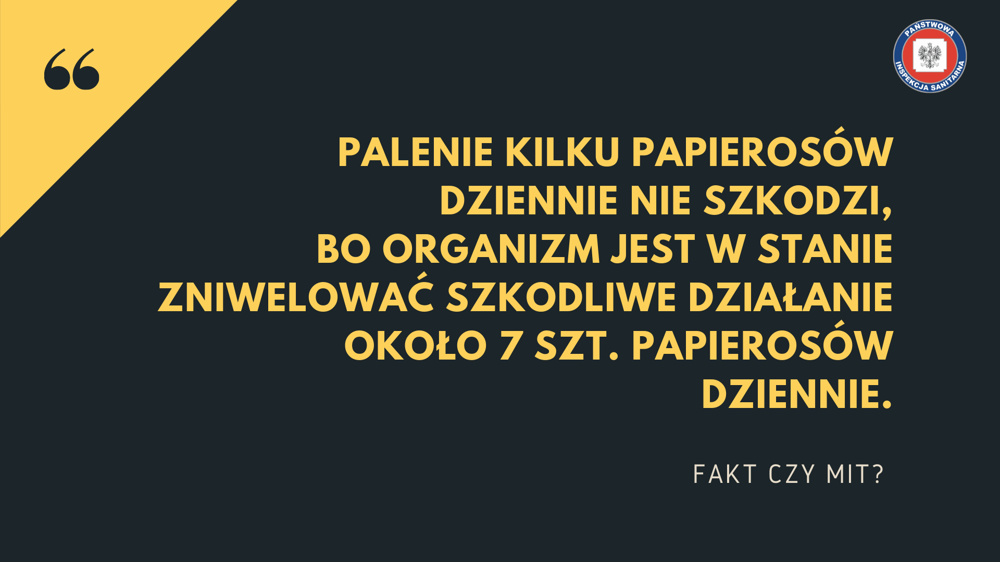 “
PAŃSTWOWA
INSPEKCJA SANITARNA
PALENIE KILKU PAPIEROSÓW
DZIENNIE NIE SZKODZI,
BO ORGANIZM JEST W STANIE
ZNIWELOWAĆ SZKODLIWE DZIAŁANIE
OKOŁO 7 SZT. PAPIEROSÓW
DZIENNIE.
FAKT CZY MIT?